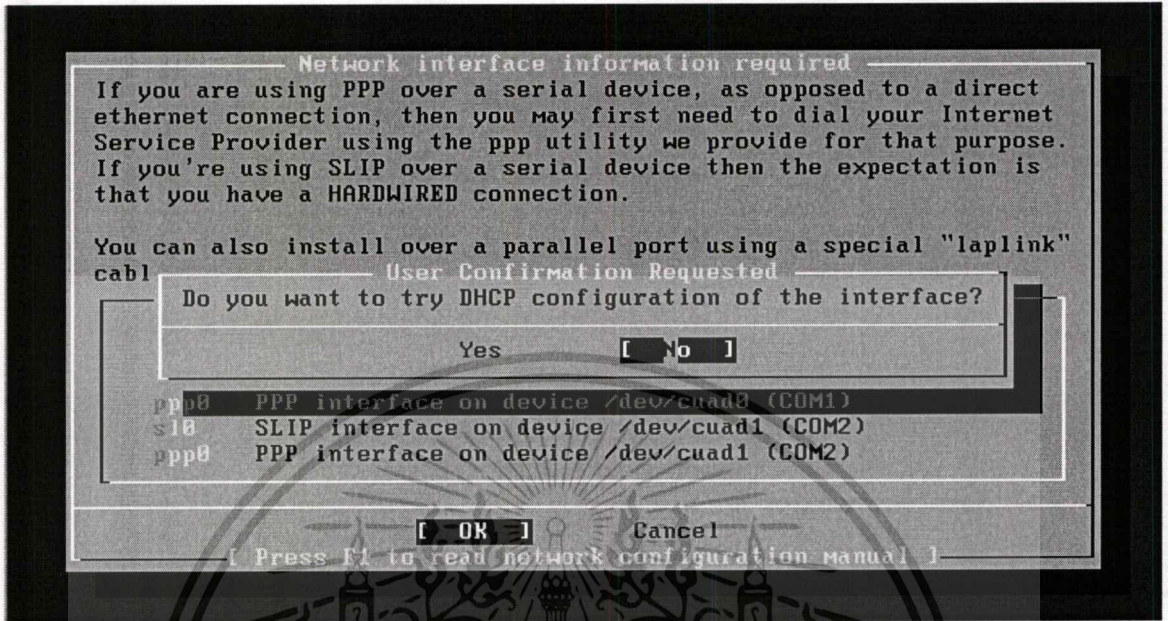 Network interface information required
If you are using PPP over a serial device, as opposed to a direct
ethernet connection, then you may first need to dial your Internet
Service Provider using the ppp utility we provide for that purpose.
If you're using SLIP over a serial device then the expectation is
that you have a HARDWIRED connection.
You can also install over a parallel port using a special "laplink"
cabl
User Confirmation Requested
Do you want to try DHCP configuration of the interface?
Yes [ No ]
ppp0 PPP interface on device /dev/cuad0 (COM1)
sl0 SLIP interface on device /dev/cuad1 (COM2)
ppp0 PPP interface on device /dev/cuad1 (COM2)
[ OK ] Cancel
[ Press F1 to read network configuration manual ]